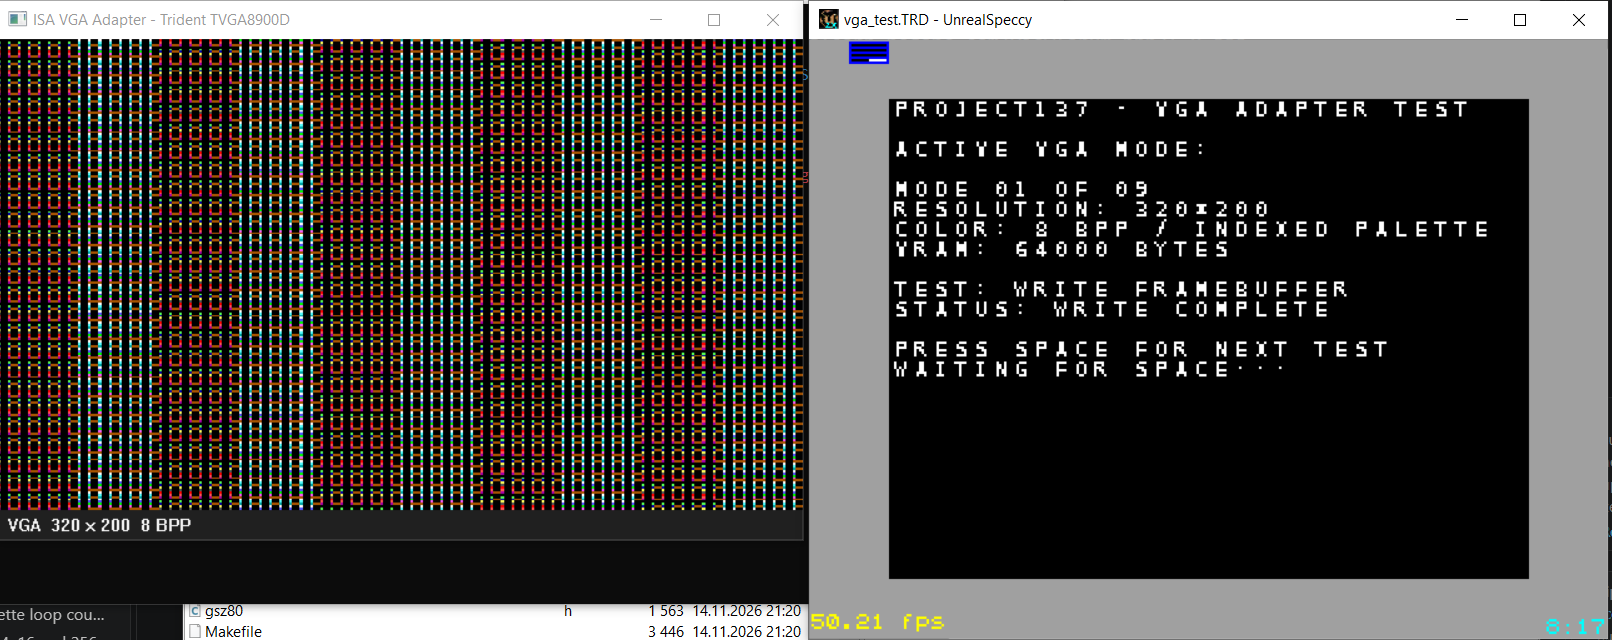 ISA VGA Adapter - Trident TVGA8900D
VGA 320 x 200 8 BPP
vga_test.TRD - UnrealSpeccy
PROJECT137 - VGA ADAPTER TEST
ACTIVE VGA MODE:
MODE 01 OF 09
RESOLUTION: 320x200
COLOR: 8 BPP / INDEXED PALETTE
VRAM: 64000 BYTES
TEST: WRITE FRAMEBUFFER
STATUS: WRITE COMPLETE
PRESS SPACE FOR NEXT TEST
WAITING FOR SPACE...
50.21 fps
8:17
ette loop cou...
gsz80 h 1 563 14.11.2026 21:20
Makefile 3 446 14.11.2026 21:20